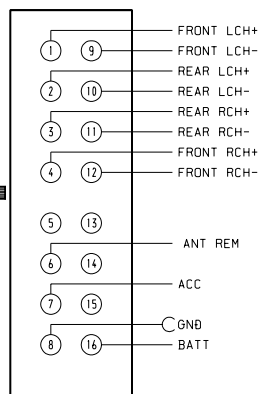 FRONT LCH+
1 9 FRONT LCH-
REAR LCH+
2 10 REAR LCH-
REAR RCH+
3 11 REAR RCH-
FRONT RCH+
4 12 FRONT RCH-
5 13
ANT REM
6 14
ACC
7 15
GND
8 16 BATT